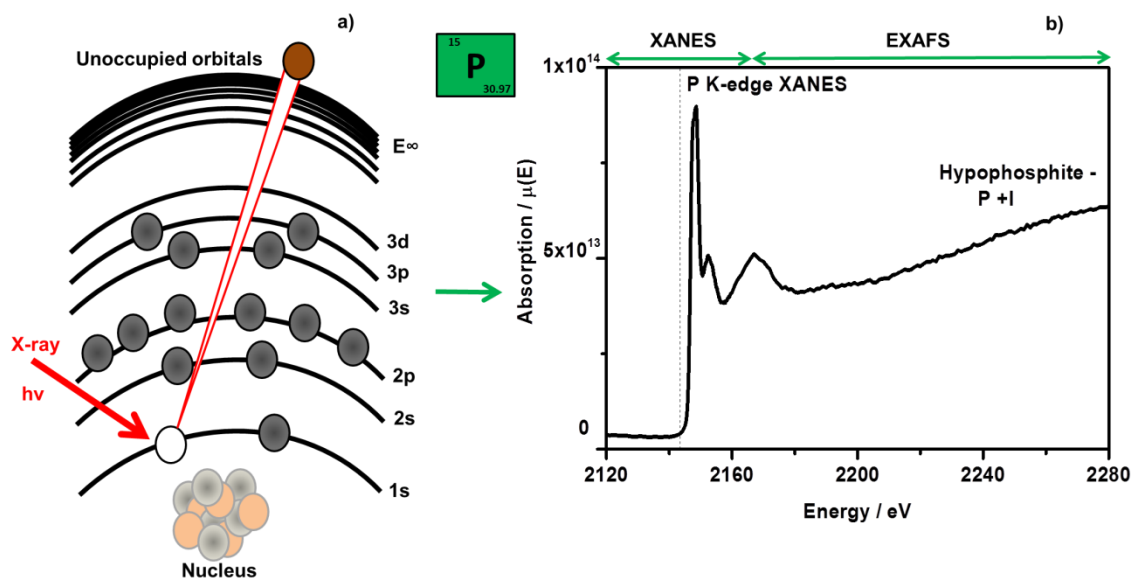 a)
Unoccupied orbitals
E∞
3d
3p
3s
2p
2s
1s
X-ray
hν
Nucleus
15
P
30.97
b)
XANES
EXAFS
1x10^14
P K-edge XANES
Hypophosphite -
P +I
5x10^13
0
Absorption / μ(E)
2120
2160
2200
2240
2280
Energy / eV